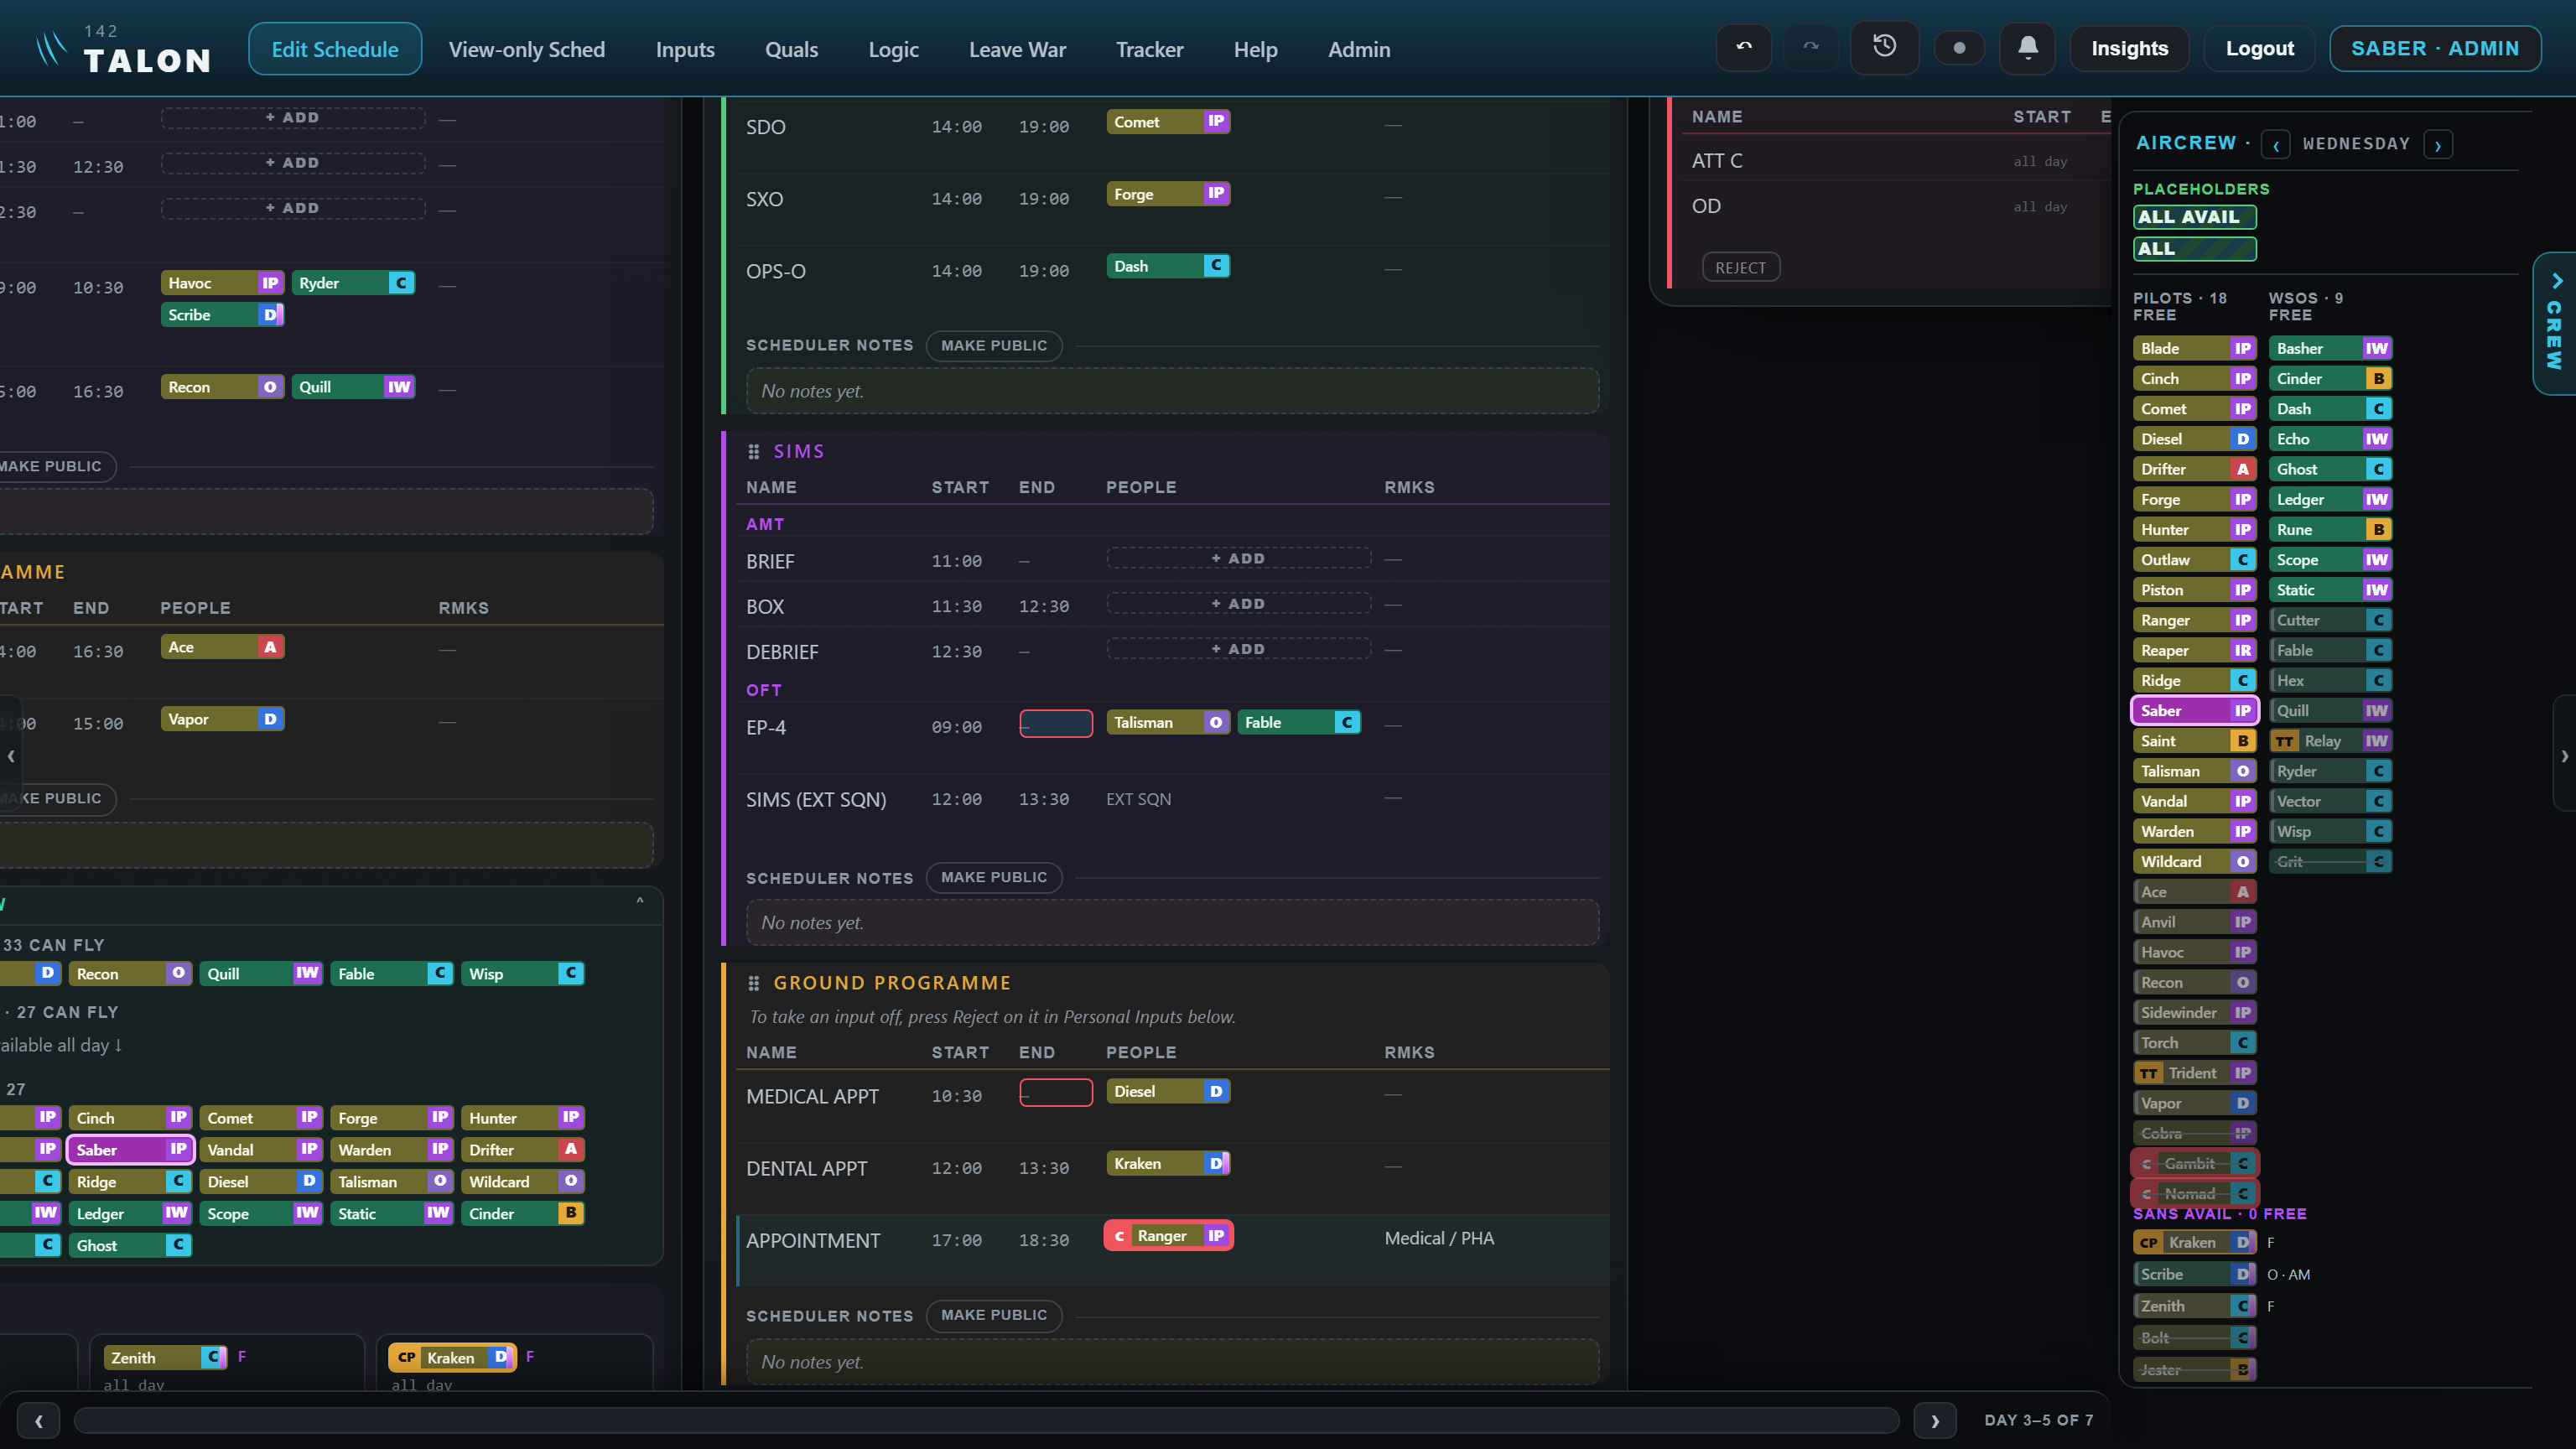 142
TALON
Edit Schedule
View-only Sched
Inputs
Quals
Logic
Leave War
Tracker
Help
Admin
Insights
Logout
SABER · ADMIN
1:00 – + ADD —
1:30 12:30 + ADD —
2:30 – + ADD —
9:00 10:30 Havoc IP Ryder C —
Scribe D
5:00 16:30 Recon O Quill IW —
MAKE PUBLIC
AMME
TART END PEOPLE RMKS
4:00 16:30 Ace A —
:00 15:00 Vapor D —
MAKE PUBLIC
33 CAN FLY
D Recon O Quill IW Fable C Wisp C
· 27 CAN FLY
ailable all day ↓
27
IP Cinch IP Comet IP Forge IP Hunter IP
IP Saber IP Vandal IP Warden IP Drifter A
C Ridge C Diesel D Talisman O Wildcard O
IW Ledger IW Scope IW Static IW Cinder B
C Ghost C
Zenith C F
all day
CP Kraken D F
all day
SDO 14:00 19:00 Comet IP —
SXO 14:00 19:00 Forge IP —
OPS-O 14:00 19:00 Dash C —
SCHEDULER NOTES MAKE PUBLIC
No notes yet.
SIMS
NAME START END PEOPLE RMKS
AMT
BRIEF 11:00 – + ADD —
BOX 11:30 12:30 + ADD —
DEBRIEF 12:30 – + ADD —
OFT
EP-4 09:00 – Talisman O Fable C —
SIMS (EXT SQN) 12:00 13:30 EXT SQN —
SCHEDULER NOTES MAKE PUBLIC
No notes yet.
GROUND PROGRAMME
To take an input off, press Reject on it in Personal Inputs below.
NAME START END PEOPLE RMKS
MEDICAL APPT 10:30 – Diesel D —
DENTAL APPT 12:00 13:30 Kraken D —
APPOINTMENT 17:00 18:30 C Ranger IP Medical / PHA
SCHEDULER NOTES MAKE PUBLIC
No notes yet.
NAME START E
ATT C all day
OD all day
REJECT
AIRCREW · ‹ WEDNESDAY ›
PLACEHOLDERS
ALL AVAIL
ALL
PILOTS · 18 FREE
WSOS · 9 FREE
Blade IP Basher IW
Cinch IP Cinder B
Comet IP Dash C
Diesel D Echo IW
Drifter A Ghost C
Forge IP Ledger IW
Hunter IP Rune B
Outlaw C Scope IW
Piston IP Static IW
Ranger IP Cutter C
Reaper IR Fable C
Ridge C Hex C
Saber IP Quill IW
Saint B TT Relay IW
Talisman O Ryder C
Vandal IP Vector C
Warden IP Wisp C
Wildcard O Grit C
Ace A
Anvil IP
Havoc IP
Recon O
Sidewinder IP
Torch C
TT Trident IP
Vapor D
Cobra IP
C Gambit C
C Nomad C
SANS AVAIL · 0 FREE
CP Kraken D F
Scribe D O · AM
Zenith C F
Bolt C
Jester B
CREW
DAY 3–5 OF 7